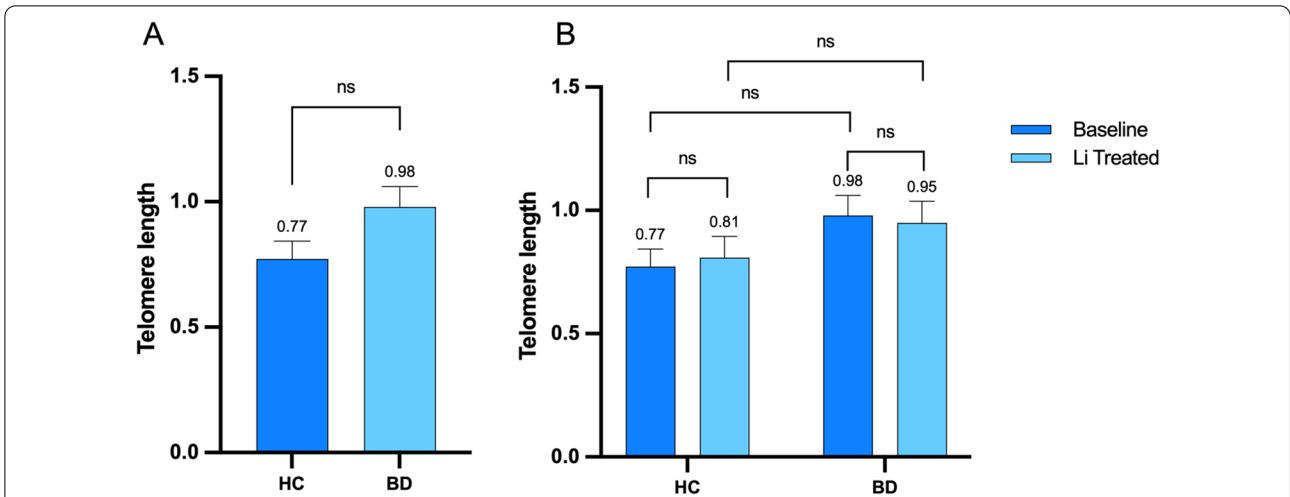 A
Telomere length
1.5
1.0
0.5
0.0
ns
0.77
0.98
HC
BD
B
Telomere length
1.5
1.0
0.5
0.0
ns
ns
ns
ns
0.77
0.81
0.98
0.95
HC
BD
Baseline
Li Treated